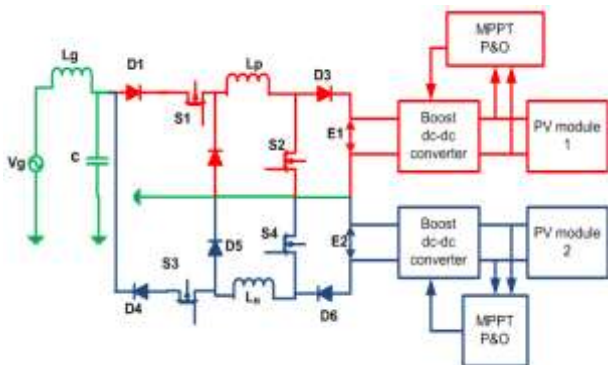 Lg
D1
Lp
D3
MPPT
P&O
S1
S2
E1
Boost
dc-dc
converter
PV module
1
Vg
C
D5
S4
E2
Boost
dc-dc
converter
PV module
2
S3
D4
Ln
D6
MPPT
P&O